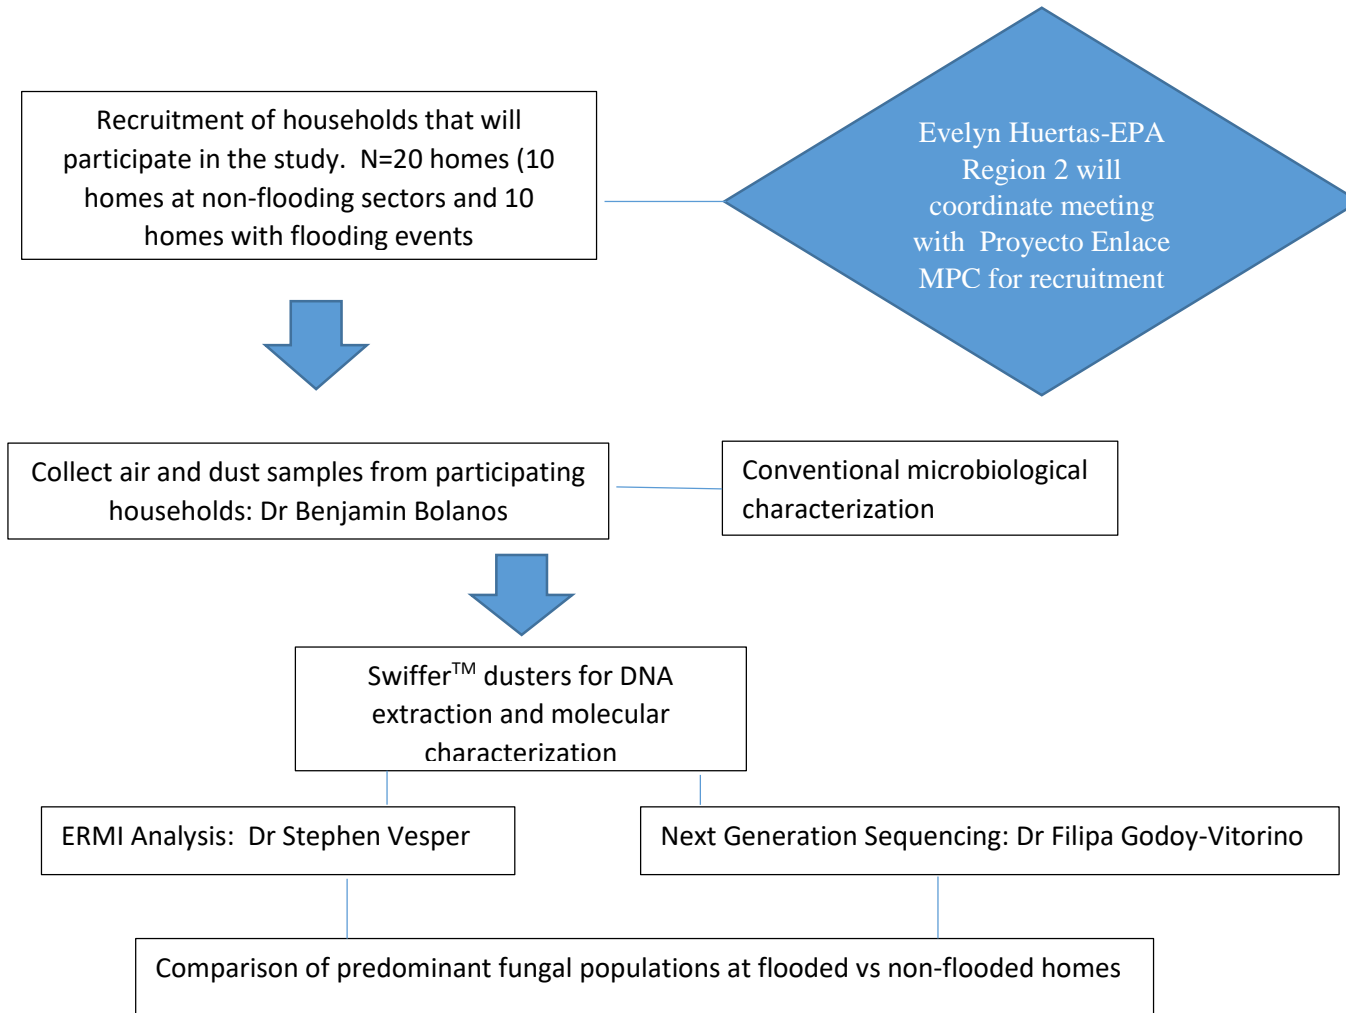 Recruitment of households that will
participate in the study.  N=20 homes (10
homes at non-flooding sectors and 10
homes with flooding events
Evelyn Huertas-EPA
Region 2 will
coordinate meeting
with  Proyecto Enlace
MPC for recruitment
Collect air and dust samples from participating
households: Dr Benjamin Bolanos
Conventional microbiological
characterization
Swiffer™ dusters for DNA
extraction and molecular
characterization
ERMI Analysis:  Dr Stephen Vesper
Next Generation Sequencing: Dr Filipa Godoy-Vitorino
Comparison of predominant fungal populations at flooded vs non-flooded homes